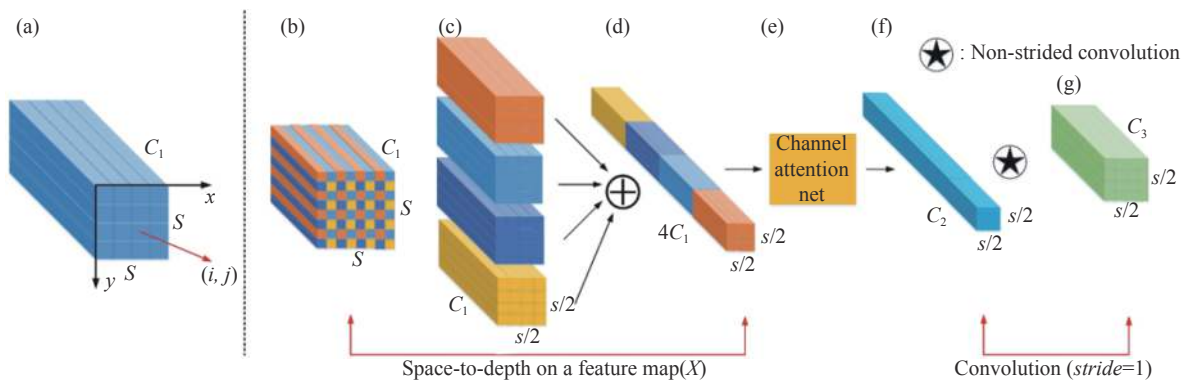 (a)
(b)
(c)
(d)
(e)
(f)
: Non-strided convolution
(g)
C1
x
S
S
(i, j)
y
C1
S
S
C1
s/2
s/2
4C1
s/2
s/2
Channel
attention
net
C2
s/2
s/2
C3
s/2
s/2
Space-to-depth on a feature map(X)
Convolution (stride=1)